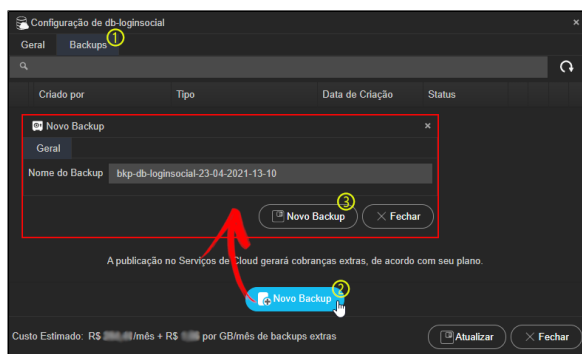 Configuração de db-loginsocial
Geral Backups 1
Criado por Tipo Data de Criação Status
Novo Backup
Geral
Nome do Backup bkp-db-loginsocial-23-04-2021-13-10
3
Novo Backup Fechar
A publicação no Serviços de Cloud gerará cobranças extras, de acordo com seu plano.
Novo Backup 2
Custo Estimado: R$ /mês + R$ por GB/mês de backups extras Atualizar Fechar